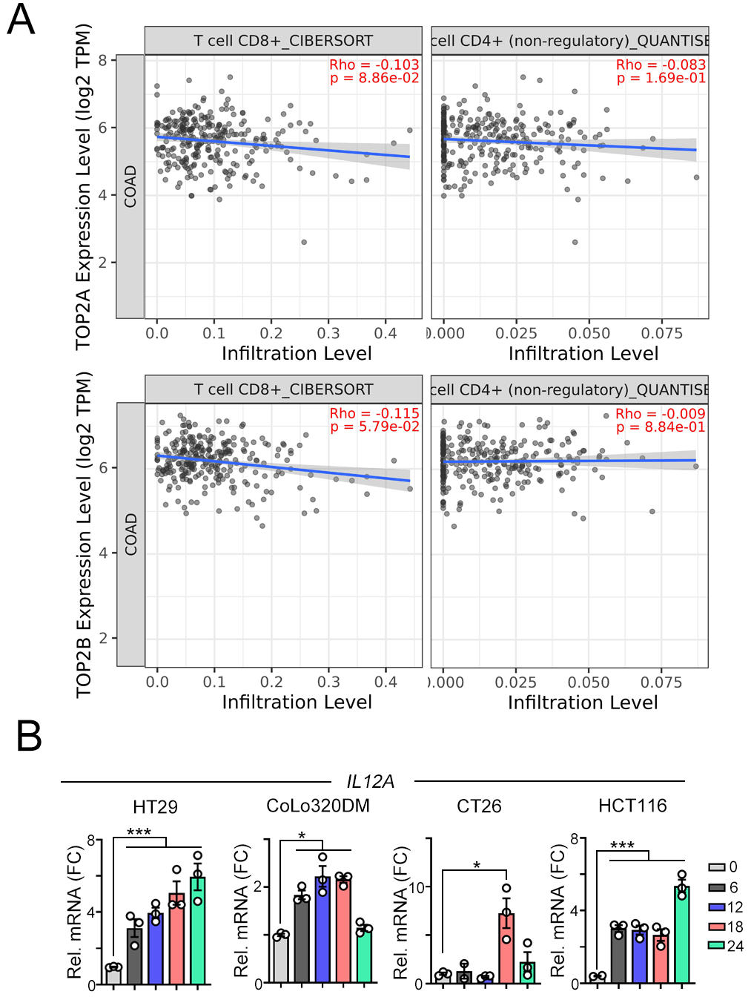 A
T cell CD8+_CIBERSORT
cell CD4+ (non-regulatory)_QUANTISE
TOP2A Expression Level (log2 TPM)
COAD
Rho = -0.103
p = 8.86e-02
Rho = -0.083
p = 1.69e-01
8
6
4
2
0.0 0.1 0.2 0.3 0.4
0.000 0.025 0.050 0.075
Infiltration Level
Infiltration Level
T cell CD8+_CIBERSORT
cell CD4+ (non-regulatory)_QUANTISE
TOP2B Expression Level (log2 TPM)
COAD
Rho = -0.115
p = 5.79e-02
Rho = -0.009
p = 8.84e-01
6
4
2
0.0 0.1 0.2 0.3 0.4
0.000 0.025 0.050 0.075
Infiltration Level
Infiltration Level
B
IL12A
HT29
CoLo320DM
CT26
HCT116
Rel. mRNA (FC)
8
4
0
***
Rel. mRNA (FC)
2
0
*
Rel. mRNA (FC)
10
0
*
Rel. mRNA (FC)
8
4
0
***
0
6
12
18
24